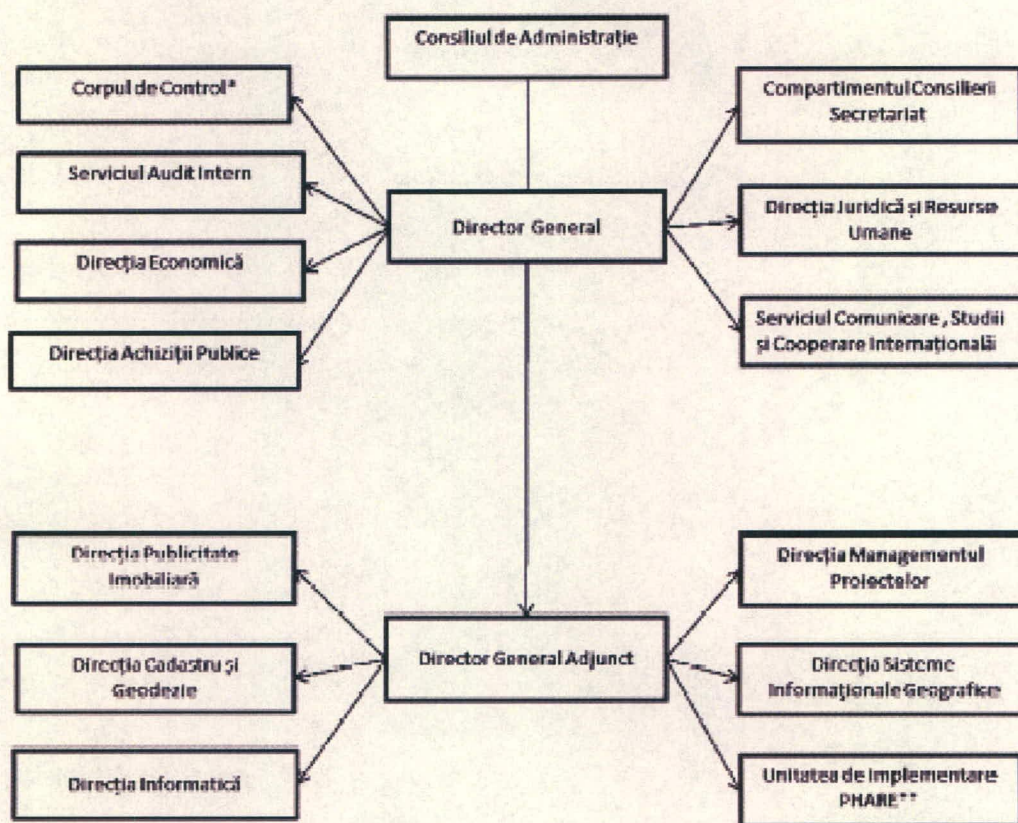 Consiliul de Administrație
Corpul de Control*
Serviciul Audit Intern
Direcția Economică
Direcția Achiziții Publice
Director General
Compartimentul Consilierii
Secretariat
Direcția Juridică și Resurse
Umane
Serviciul Comunicare, Studii
și Cooperare Internațională
Direcția Publicitate
Imobiliară
Direcția Cadastru și
Geodezie
Direcția Informatică
Director General Adjunct
Direcția Managementul
Proiectelor
Direcția Sisteme
Informaționale Geografice
Unitatea de Implementare
PHARE**